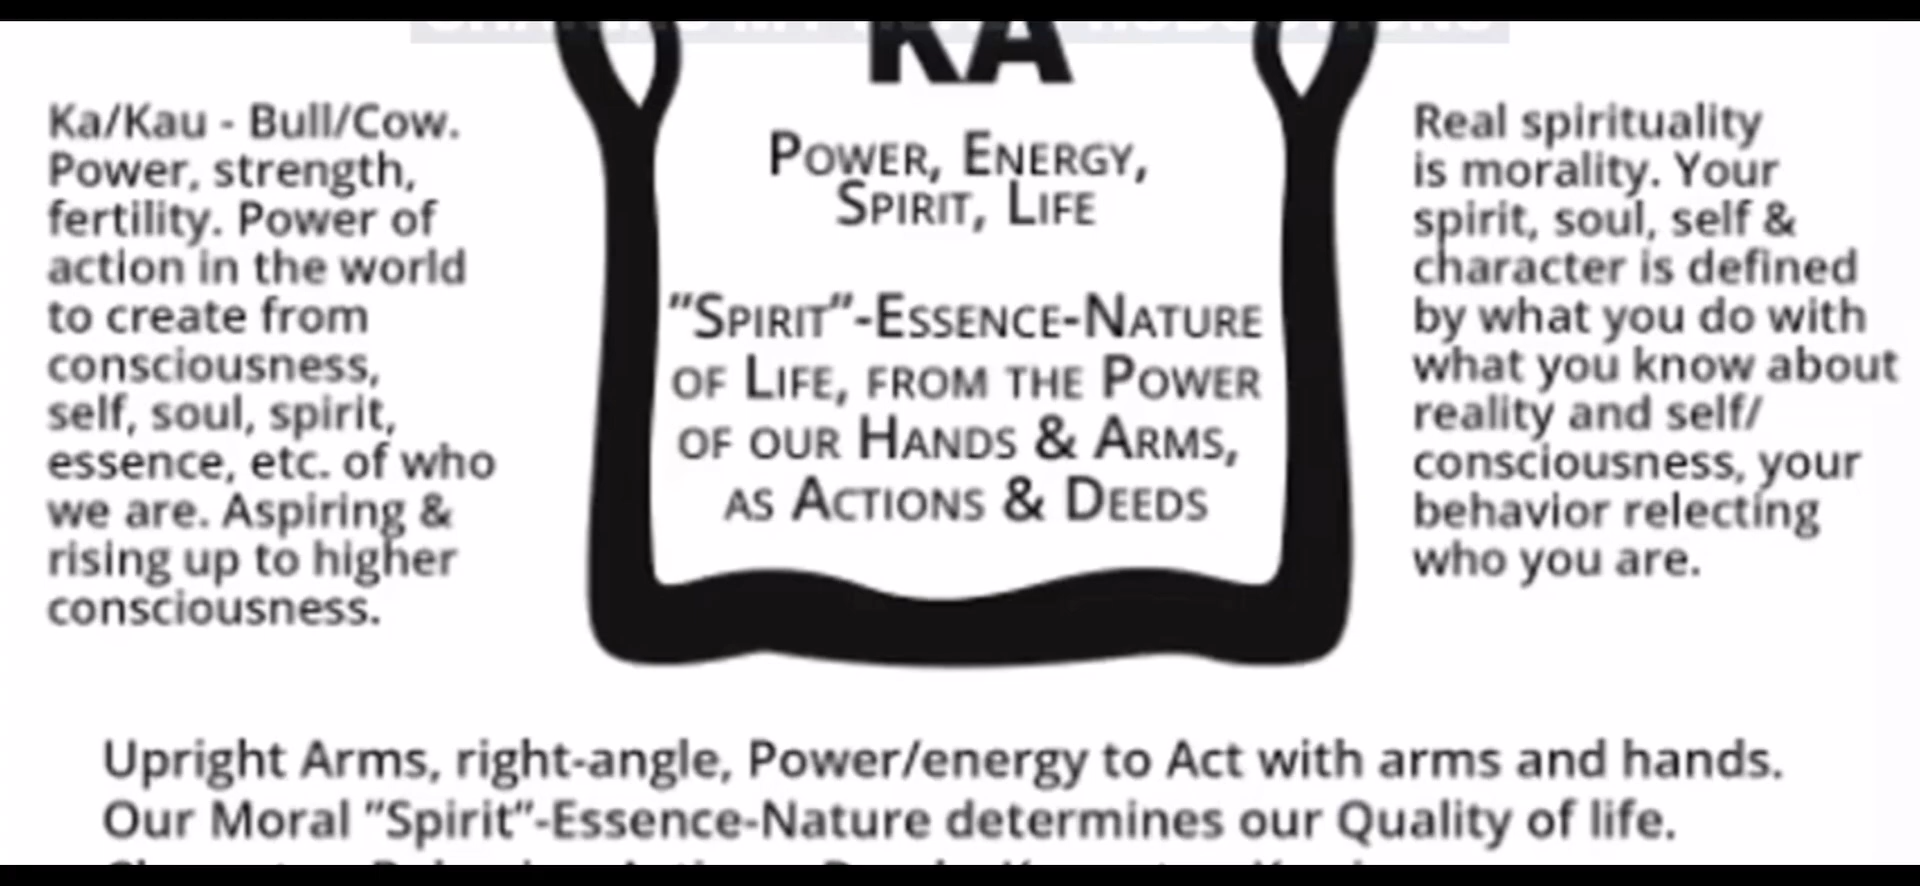 KA
Ka/Kau - Bull/Cow.
Power, strength,
fertility. Power of
action in the world
to create from
consciousness,
self, soul, spirit,
essence, etc. of who
we are. Aspiring &
rising up to higher
consciousness.
POWER, ENERGY,
SPIRIT, LIFE
"SPIRIT"-ESSENCE-NATURE
OF LIFE, FROM THE POWER
OF OUR HANDS & ARMS,
AS ACTIONS & DEEDS
Real spirituality
is morality. Your
spirit, soul, self &
character is defined
by what you do with
what you know about
reality and self/
consciousness, your
behavior relecting
who you are.
Upright Arms, right-angle, Power/energy to Act with arms and hands.
Our Moral "Spirit"-Essence-Nature determines our Quality of life.